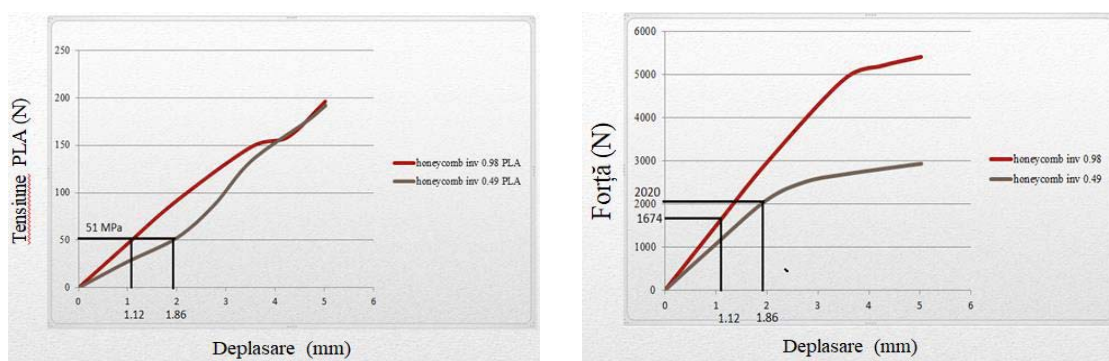 250
200
150
100
50
0
51 MPa
0 1 2 3 4 5 6
1.12 1.86
Tensiune PLA (N)
Deplasare (mm)
honeycomb inv 0.98 PLA
honeycomb inv 0.49 PLA
6000
5000
4000
3000
2020
2000
1674
1000
0
0 1 2 3 4 5 6
1.12 1.86
Forță (N)
Deplasare (mm)
honeycomb inv 0.98
honeycomb inv 0.49